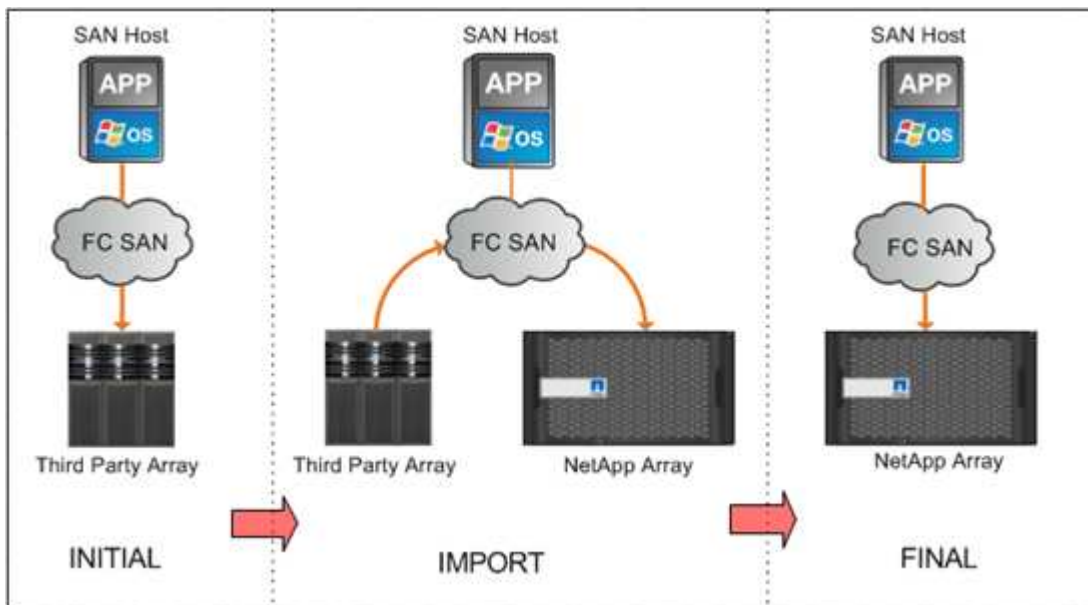 SAN Host
APP
OS
FC SAN
Third Party Array
INITIAL
SAN Host
APP
OS
FC SAN
Third Party Array
NetApp Array
IMPORT
SAN Host
APP
OS
FC SAN
NetApp Array
FINAL